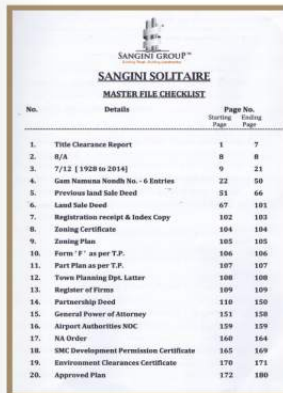 SANGINI GROUP™
SANGINI SOLITAIRE
MASTER FILE CHECKLIST
No. Details Page No.
Starting Page Ending Page
1. Title Clearance Report 1 7
2. 8/A 8 8
3. 7/12 [ 1920 to 2014] 9 21
4. Gam Namuna Nondh No. - 6 Entries 22 50
5. Previous land Sale Deed 51 66
6. Land Sale Deed 67 101
7. Registration receipt & Index Copy 102 103
8. Zoning Certificate 104 104
9. Zoning Plan 105 105
10. Form ' F ' as per T.P. 106 106
11. Part Plan as per T.P. 107 107
12. Town Planning Dpt. Latter 108 108
13. Register of Firms 109 109
14. Partnership Deed 110 150
15. General Power of Attorney 151 158
16. Airport Authorities NOC 159 159
17. NA Order 160 164
18. SMC Development Permission Certificate 165 169
19. Environment Clearances Certificate 170 171
20. Approved Plan 172 180